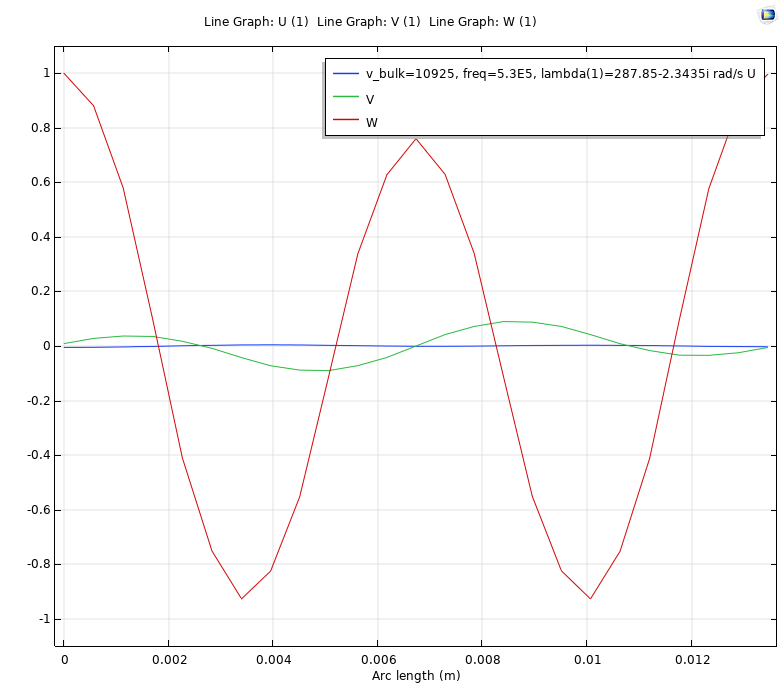 Line Graph: U (1)  Line Graph: V (1)  Line Graph: W (1)
v_bulk=10925, freq=5.3E5, lambda(1)=287.85-2.3435i rad/s U
V
W
1
0.8
0.6
0.4
0.2
0
-0.2
-0.4
-0.6
-0.8
-1
0 0.002 0.004 0.006 0.008 0.01 0.012
Arc length (m)